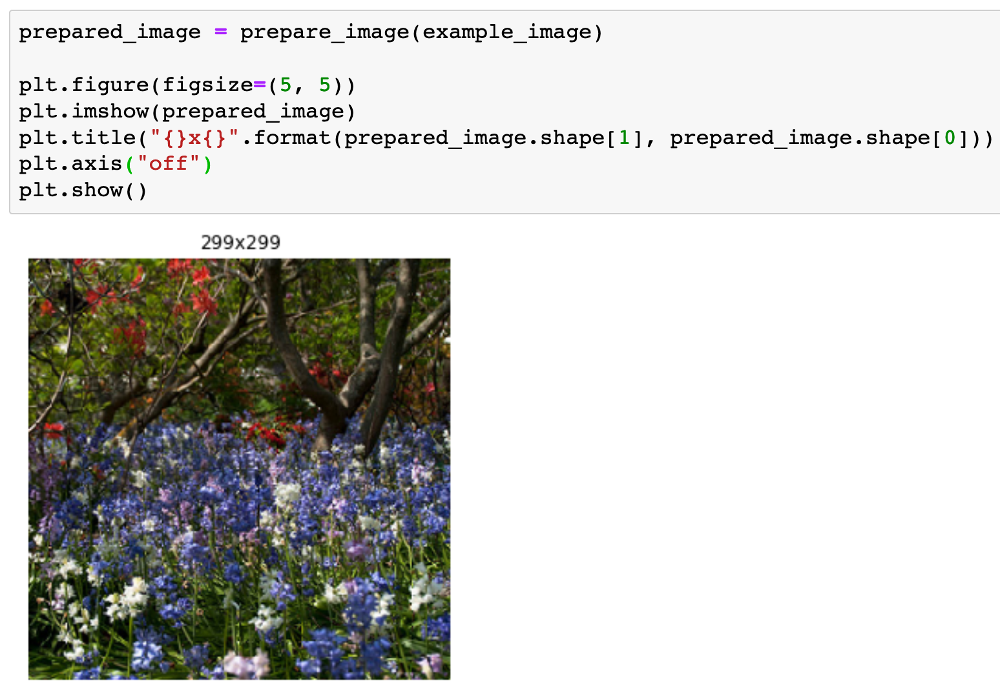 prepared_image = prepare_image(example_image)
plt.figure(figsize=(5, 5))
plt.imshow(prepared_image)
plt.title("{}x{}".format(prepared_image.shape[1], prepared_image.shape[0]))
plt.axis("off")
plt.show()
299x299